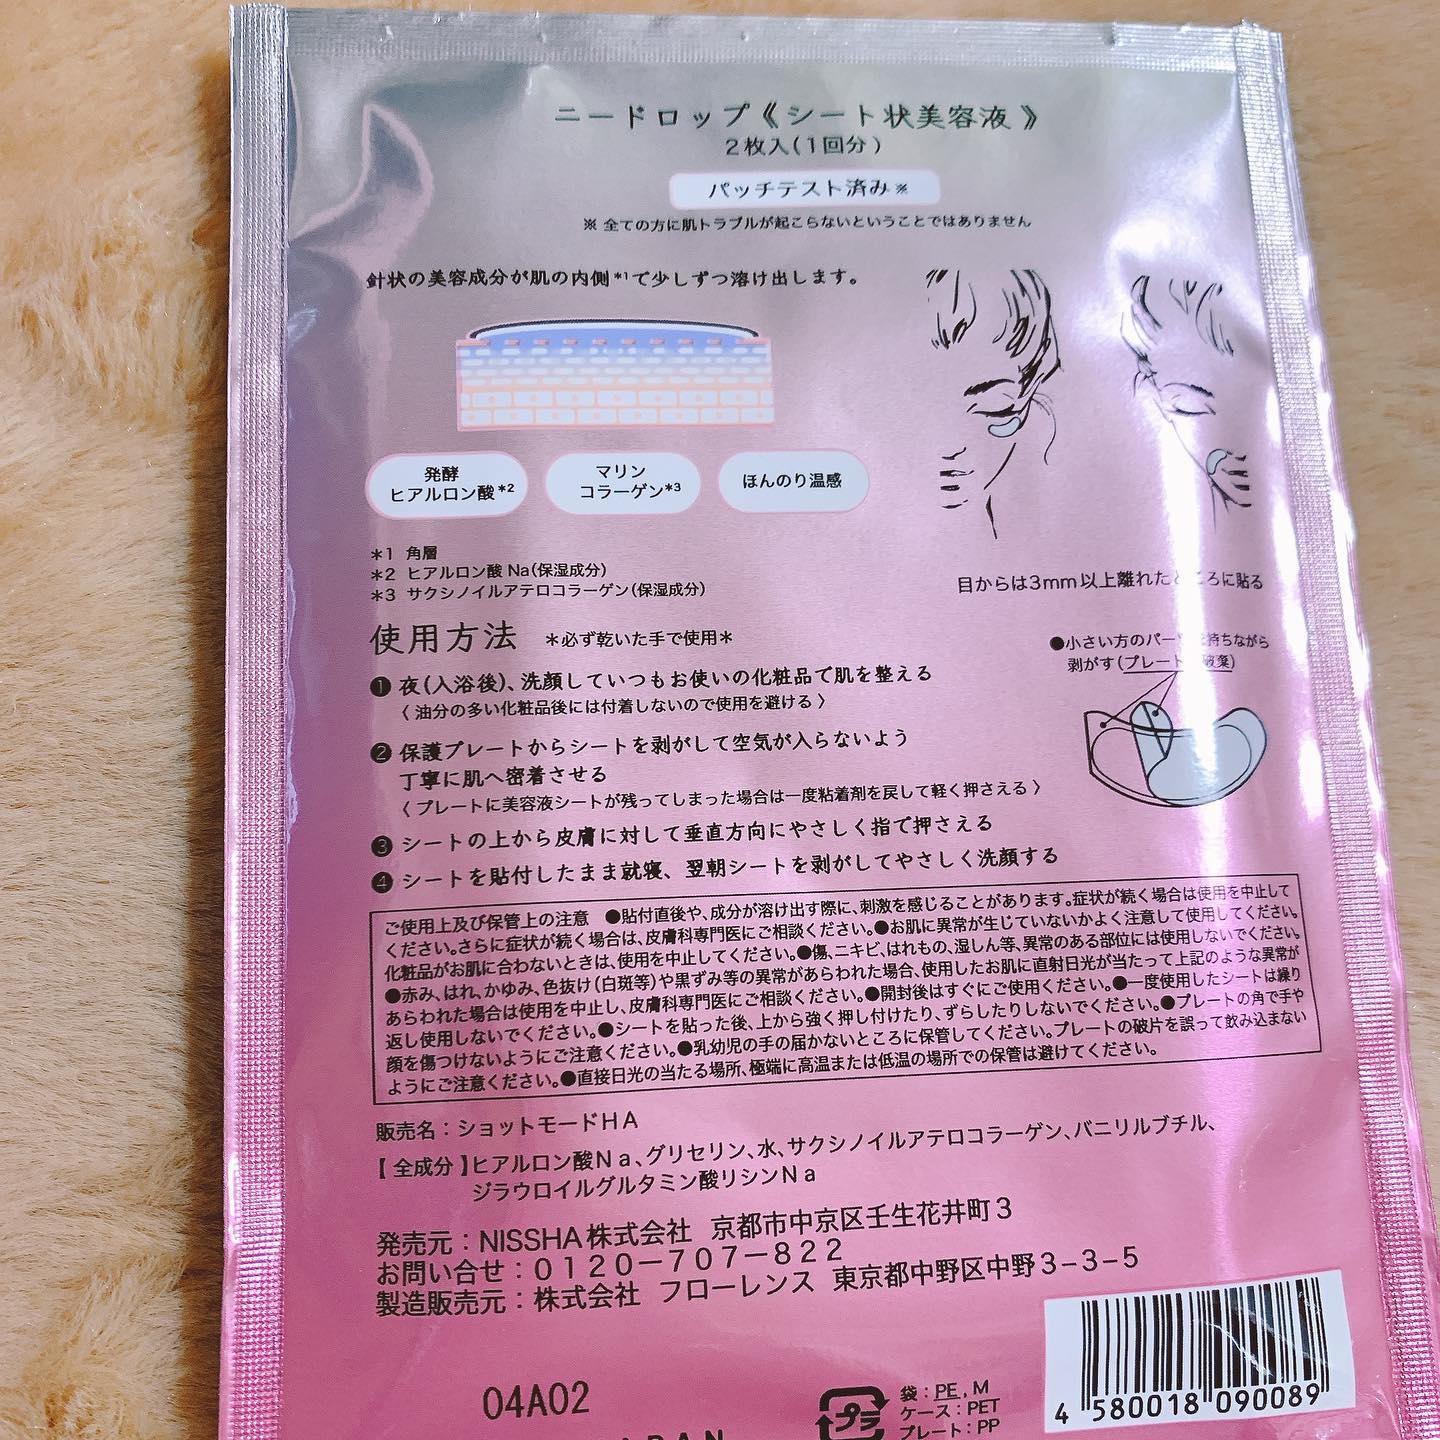 ニードロップ《シート状美容液》
2枚入(1回分)
パッチテスト済み※
※ 全ての方に肌トラブルが起こらないということではありません
針状の美容成分が肌の内側*1で少しずつ溶け出します。
発酵
ヒアルロン酸*2
マリン
コラーゲン*3
ほんのり温感
*1 角層
*2 ヒアルロン酸Na(保湿成分)
*3 サクシノイルアテロコラーゲン(保湿成分)
目からは3mm以上離れたところに貼る
使用方法 *必ず乾いた手で使用*
●小さい方のパー 持ちながら
剥がす(プレート 破棄)
❶ 夜(入浴後)、洗顔していつもお使いの化粧品で肌を整える
〈 油分の多い化粧品後には付着しないので使用を避ける 〉
❷ 保護プレートからシートを剥がして空気が入らないよう
丁寧に肌へ密着させる
〈 プレートに美容液シートが残ってしまった場合は一度粘着剤を戻して軽く押さえる 〉
❸ シートの上から皮膚に対して垂直方向にやさしく指で押さえる
❹ シートを貼付したまま就寝、翌朝シートを剥がしてやさしく洗顔する
ご使用上及び保管上の注意 ●貼付直後や、成分が溶け出す際に、刺激を感じることがあります。症状が続く場合は使用を中止して
ください。さらに症状が続く場合は、皮膚科専門医にご相談ください。●お肌に異常が生じていないかよく注意して使用してください。
化粧品がお肌に合わないときは、使用を中止してください。●傷、ニキビ、はれもの、湿しん等、異常のある部位には使用しないでください。
●赤み、はれ、かゆみ、色抜け(白斑等)や黒ずみ等の異常があらわれた場合、使用したお肌に直射日光が当たって上記のような異常が
あらわれた場合は使用を中止し、皮膚科専門医にご相談ください。●開封後はすぐにご使用ください。●一度使用したシートは繰り
返し使用しないでください。●シートを貼った後、上から強く押し付けたり、ずらしたりしないでください。●プレートの角で手や
顔を傷つけないようにご注意ください。●乳幼児の手の届かないところに保管してください。プレートの破片を誤って飲み込まない
ようにご注意ください。●直接日光の当たる場所、極端に高温または低温の場所での保管は避けてください。
販売名：ショットモードHA
【 全成分 】ヒアルロン酸Na、グリセリン、水、サクシノイルアテロコラーゲン、バニリルブチル、
ジラウロイルグルタミン酸リシンNa
発売元：NISSHA株式会社 京都市中京区壬生花井町3
お問い合せ：0120-707-822
製造販売元：株式会社 フローレンス 東京都中野区中野3-3-5
04A02
プラ
袋：PE，M
ケース：PET
プレート：PP
4 580018 090089